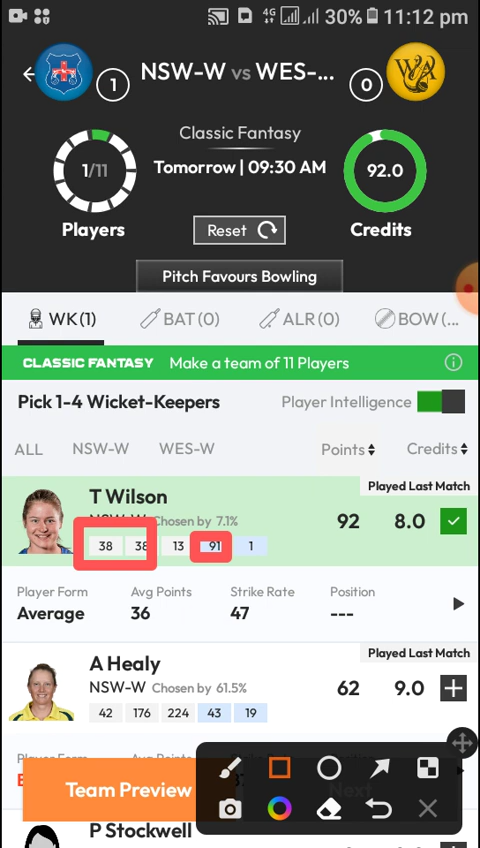 4G 30% 11:12 pm
1 NSW-W vs WES-... 0
Classic Fantasy
1/11 Tomorrow | 09:30 AM 92.0
Players Reset Credits
Pitch Favours Bowling
WK(1) BAT(0) ALR(0) BOW(...
CLASSIC FANTASY Make a team of 11 Players
Pick 1-4 Wicket-Keepers Player Intelligence
ALL NSW-W WES-W Points Credits
Played Last Match
T Wilson
NSW-W Chosen by 7.1% 92 8.0
38 38 13 91 1
Player Form Avg Points Strike Rate Position
Average 36 47 ---
Played Last Match
A Healy
NSW-W Chosen by 61.5% 62 9.0
42 176 224 43 19
Team Preview Next
P Stockwell